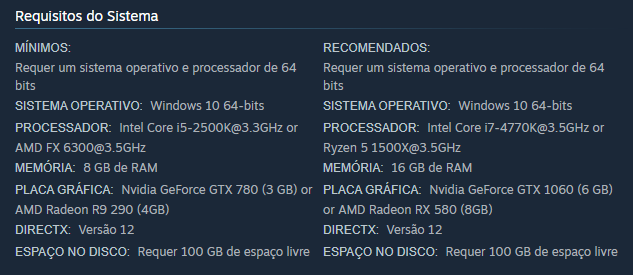 Requisitos do Sistema
MÍNIMOS:
Requer um sistema operativo e processador de 64
bits
SISTEMA OPERATIVO: Windows 10 64-bits
PROCESSADOR: Intel Core i5-2500K@3.3GHz or
AMD FX 6300@3.5GHz
MEMÓRIA: 8 GB de RAM
PLACA GRÁFICA: Nvidia GeForce GTX 780 (3 GB) or
AMD Radeon R9 290 (4GB)
DIRECTX: Versão 12
ESPAÇO NO DISCO: Requer 100 GB de espaço livre
RECOMENDADOS:
Requer um sistema operativo e processador de 64
bits
SISTEMA OPERATIVO: Windows 10 64-bits
PROCESSADOR: Intel Core i7-4770K@3.5GHz or
Ryzen 5 1500X@3.5GHz
MEMÓRIA: 16 GB de RAM
PLACA GRÁFICA: Nvidia GeForce GTX 1060 (6 GB)
or AMD Radeon RX 580 (8GB)
DIRECTX: Versão 12
ESPAÇO NO DISCO: Requer 100 GB de espaço livre